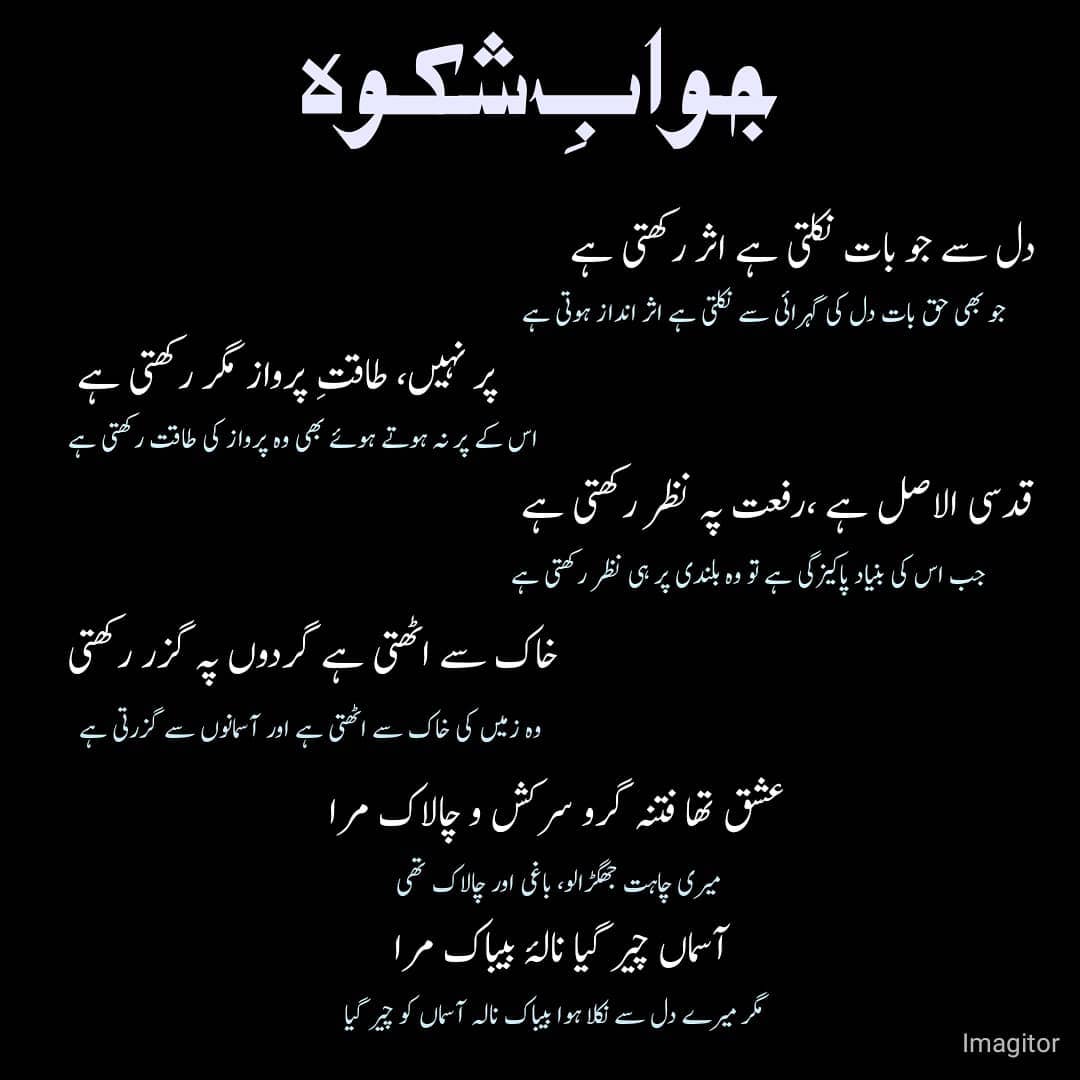 جوابِ شکوہ
دل سے جو بات نکلتی ہے اثر رکھتی ہے
جو بھی حق بات دل کی گہرائی سے نکلتی ہے اثر انداز ہوتی ہے
پر نہیں، طاقتِ پرواز مگر رکھتی ہے
اس کے پر نہ ہوتے ہوئے بھی وہ پرواز کی طاقت رکھتی ہے
قدسی الاصل ہے ،رفعت پہ نظر رکھتی ہے
جب اس کی بنیاد پاکیزگی ہے تو وہ بلندی پر ہی نظر رکھتی ہے
خاک سے اٹھتی ہے گردوں پہ گزر رکھتی
وہ زمیں کی خاک سے اٹھتی ہے اور آسمانوں سے گزرتی ہے
عشق تھا فتنہ گرو سرکش و چالاک مرا
میری چاہت جھگڑالو، باغی اور چالاک تھی
آسماں چیر گیا نالۂ بیباک مرا
مگر میرے دل سے نکلا ہوا بیباک نالہ آسماں کو چیر گیا
Imagitor